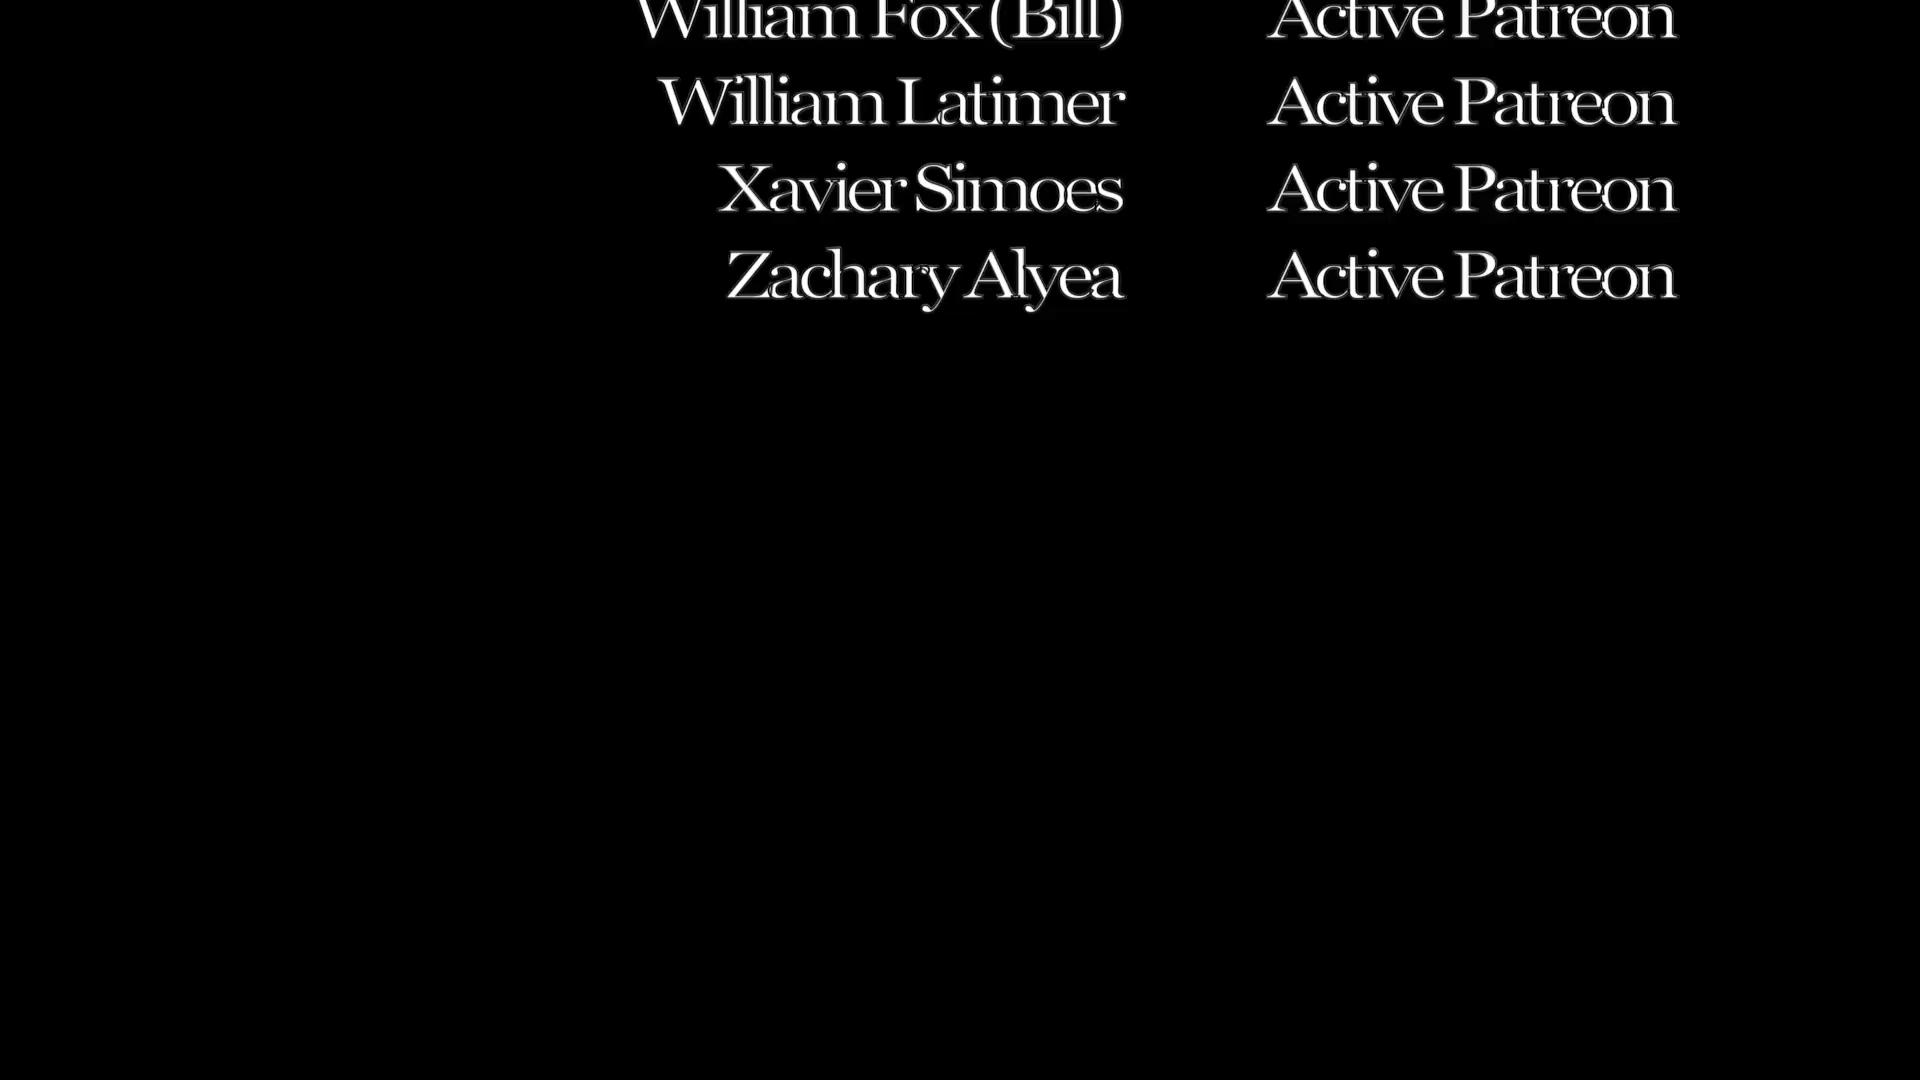 William Fox (Bill) Active Patreon
William Latimer Active Patreon
Xavier Simoes Active Patreon
Zachary Alyea Active Patreon